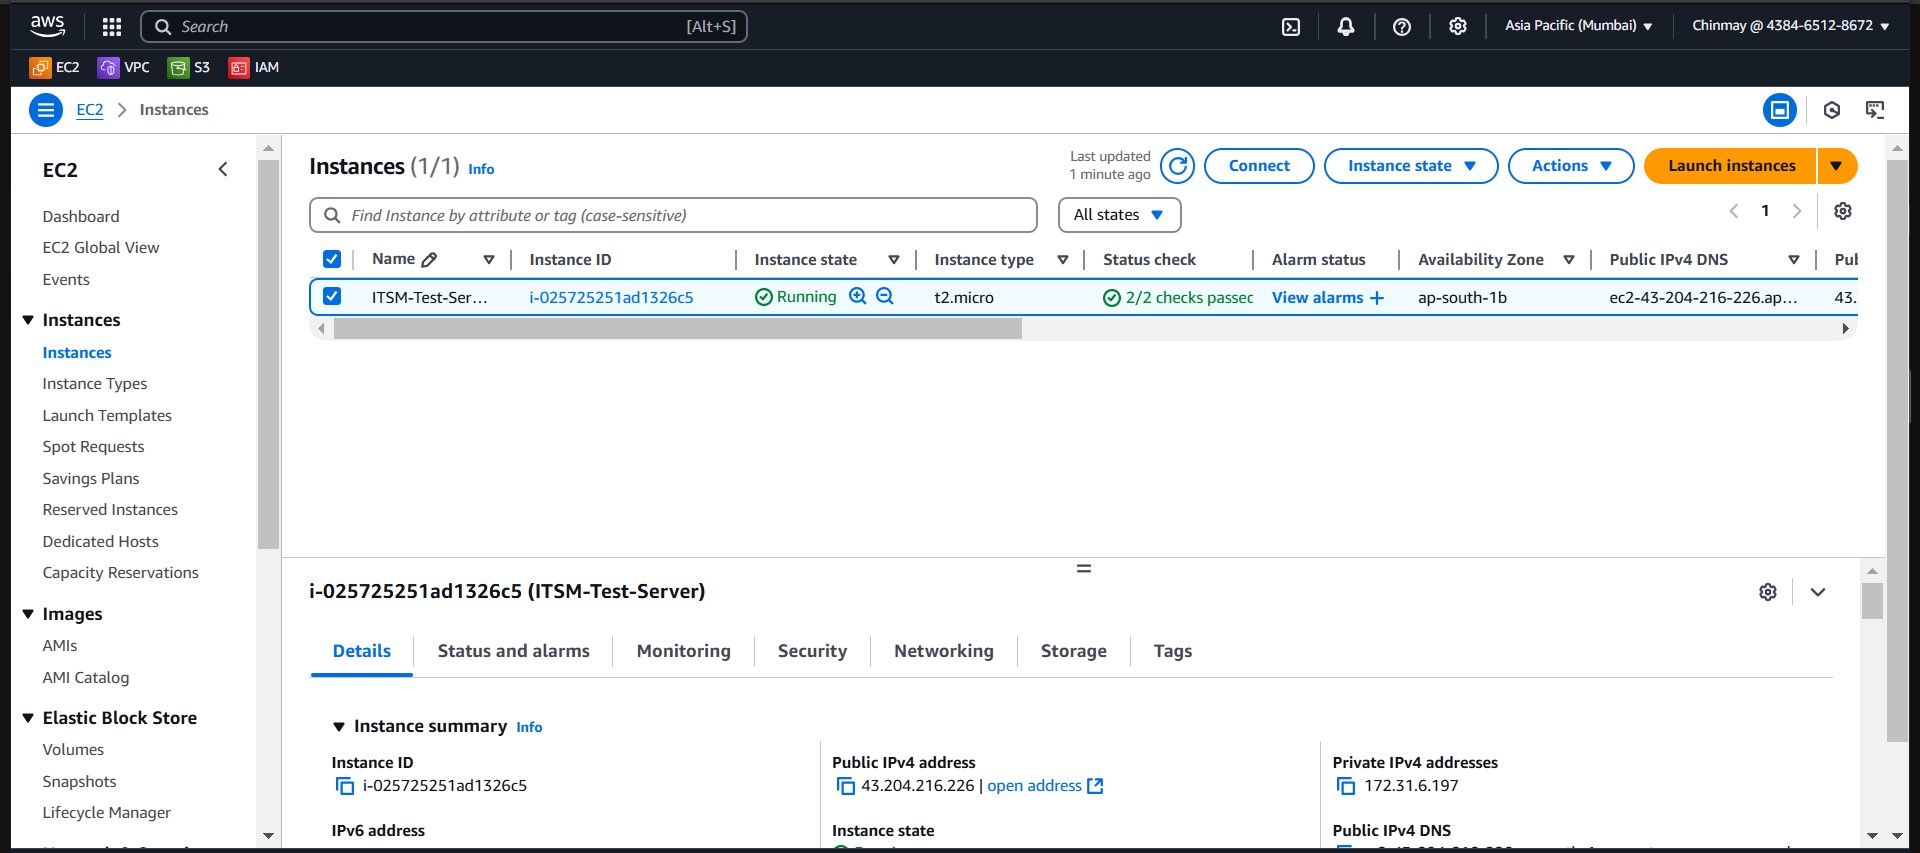 aws Search [Alt+S] Asia Pacific (Mumbai) Chinmay @ 4384-6512-8672
EC2 VPC S3 IAM
EC2 Instances
EC2
Dashboard
EC2 Global View
Events
Instances
Instances
Instance Types
Launch Templates
Spot Requests
Savings Plans
Reserved Instances
Dedicated Hosts
Capacity Reservations
Images
AMIs
AMI Catalog
Elastic Block Store
Volumes
Snapshots
Lifecycle Manager
Instances (1/1) Info
Last updated
1 minute ago
Connect Instance state Actions Launch instances
Find Instance by attribute or tag (case-sensitive) All states 1
Name Instance ID Instance state Instance type Status check Alarm status Availability Zone Public IPv4 DNS Pub
ITSM-Test-Ser... i-025725251ad1326c5 Running t2.micro 2/2 checks passec View alarms + ap-south-1b ec2-43-204-216-226.ap... 43.
i-025725251ad1326c5 (ITSM-Test-Server)
Details Status and alarms Monitoring Security Networking Storage Tags
Instance summary Info
Instance ID Public IPv4 address Private IPv4 addresses
i-025725251ad1326c5 43.204.216.226 | open address 172.31.6.197
IPv6 address Instance state Public IPv4 DNS